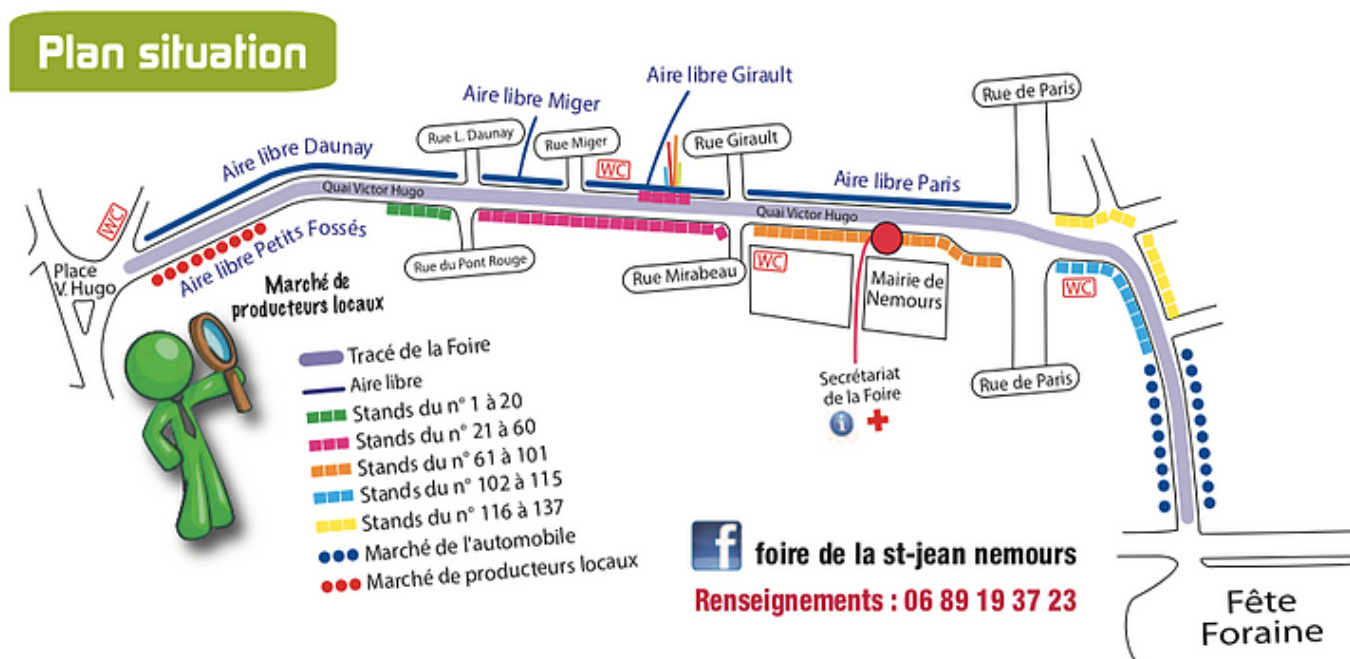 Plan situation
Aire libre Girault
Aire libre Miger
Rue de Paris
Aire libre Daunay
Rue L. Daunay
Rue Miger
WC
Rue Girault
Aire libre Paris
Quai Victor Hugo
Quai Victor Hugo
WC
Aire libre Petits Fossés
Rue du Pont Rouge
Rue Mirabeau
WC
Mairie de
Nemours
WC
Place
V. Hugo
Marché de
producteurs locaux
Secrétariat
de la Foire
i
Rue de Paris
Tracé de la Foire
Aire libre
Stands du n° 1 à 20
Stands du n° 21 à 60
Stands du n° 61 à 101
Stands du n° 102 à 115
Stands du n° 116 à 137
Marché de l'automobile
Marché de producteurs locaux
f foire de la st-jean nemours
Renseignements : 06 89 19 37 23
Fête
Foraine